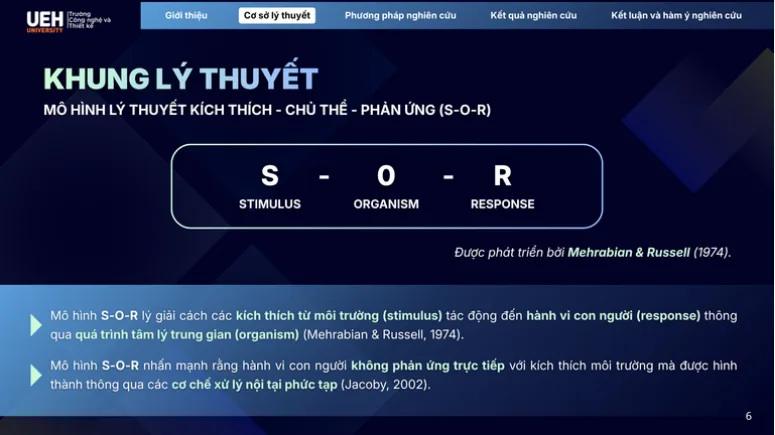 UEH
UNIVERSITY
Trường
Công nghệ và
Thiết kế
Giới thiệu
Cơ sở lý thuyết
Phương pháp nghiên cứu
Kết quả nghiên cứu
Kết luận và hàm ý nghiên cứu
KHUNG LÝ THUYẾT
MÔ HÌNH LÝ THUYẾT KÍCH THÍCH - CHỦ THỂ - PHẢN ỨNG (S-O-R)
S - O - R
STIMULUS ORGANISM RESPONSE
Được phát triển bởi Mehrabian & Russell (1974).
Mô hình S-O-R lý giải cách các kích thích từ môi trường (stimulus) tác động đến hành vi con người (response) thông
qua quá trình tâm lý trung gian (organism) (Mehrabian & Russell, 1974).
Mô hình S-O-R nhấn mạnh rằng hành vi con người không phản ứng trực tiếp với kích thích môi trường mà được hình
thành thông qua các cơ chế xử lý nội tại phức tạp (Jacoby, 2002).
6